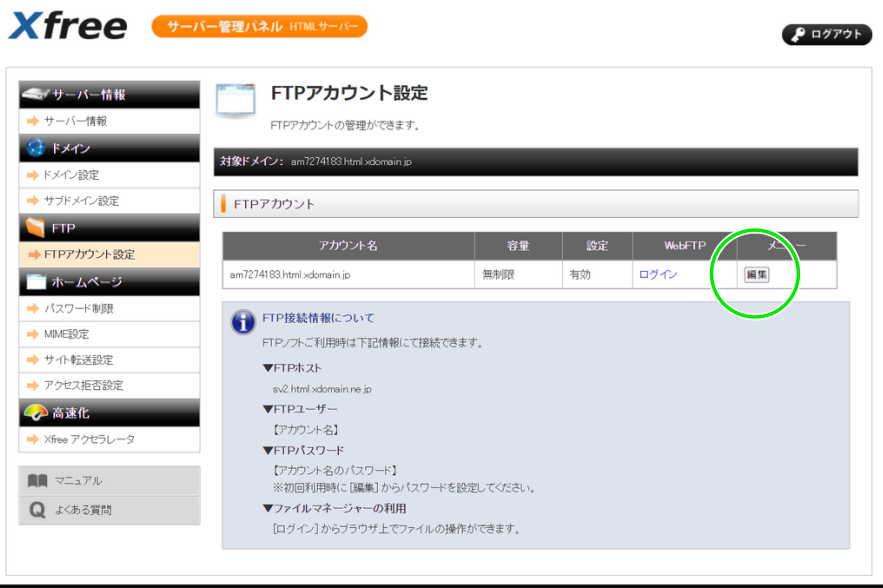 Xfree
サーバー管理パネル HTMLサーバー
ログアウト
サーバー情報
サーバー情報
ドメイン
ドメイン設定
サブドメイン設定
FTP
FTPアカウント設定
ホームページ
パスワード制限
MIME設定
サイト転送設定
アクセス拒否設定
高速化
Xfree アクセラレータ
マニュアル
よくある質問
FTPアカウント設定
FTPアカウントの管理ができます。
対象ドメイン： am7274183.html.xdomain.jp
FTPアカウント
アカウント名 容量 設定 WebFTP メニュー
am7274183.html.xdomain.jp 無制限 有効 ログイン 編集
FTP接続情報について
FTPソフトご利用時は下記情報にて接続できます。
▼FTPホスト
sv2.html.xdomain.ne.jp
▼FTPユーザー
【アカウント名】
▼FTPパスワード
【アカウント名のパスワード】
※初回利用時に［編集］からパスワードを設定してください。
▼ファイルマネージャーの利用
［ログイン］からブラウザ上でファイルの操作ができます。